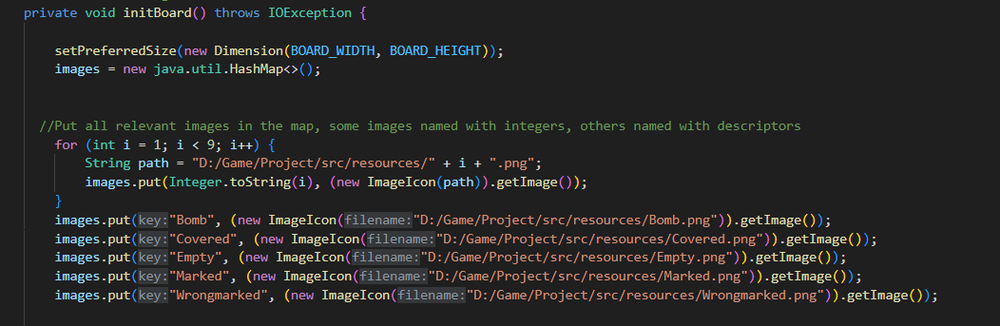 private void initBoard() throws IOException {
setPreferredSize(new Dimension(BOARD_WIDTH, BOARD_HEIGHT));
images = new java.util.HashMap<>();
//Put all relevant images in the map, some images named with integers, others named with descriptors
for (int i = 1; i < 9; i++) {
String path = "D:/Game/Project/src/resources/" + i + ".png";
images.put(Integer.toString(i), (new ImageIcon(path)).getImage());
}
images.put(key:"Bomb", (new ImageIcon(filename:"D:/Game/Project/src/resources/Bomb.png")).getImage());
images.put(key:"Covered", (new ImageIcon(filename:"D:/Game/Project/src/resources/Covered.png")).getImage());
images.put(key:"Empty", (new ImageIcon(filename:"D:/Game/Project/src/resources/Empty.png")).getImage());
images.put(key:"Marked", (new ImageIcon(filename:"D:/Game/Project/src/resources/Marked.png")).getImage());
images.put(key:"Wrongmarked", (new ImageIcon(filename:"D:/Game/Project/src/resources/Wrongmarked.png")).getImage());